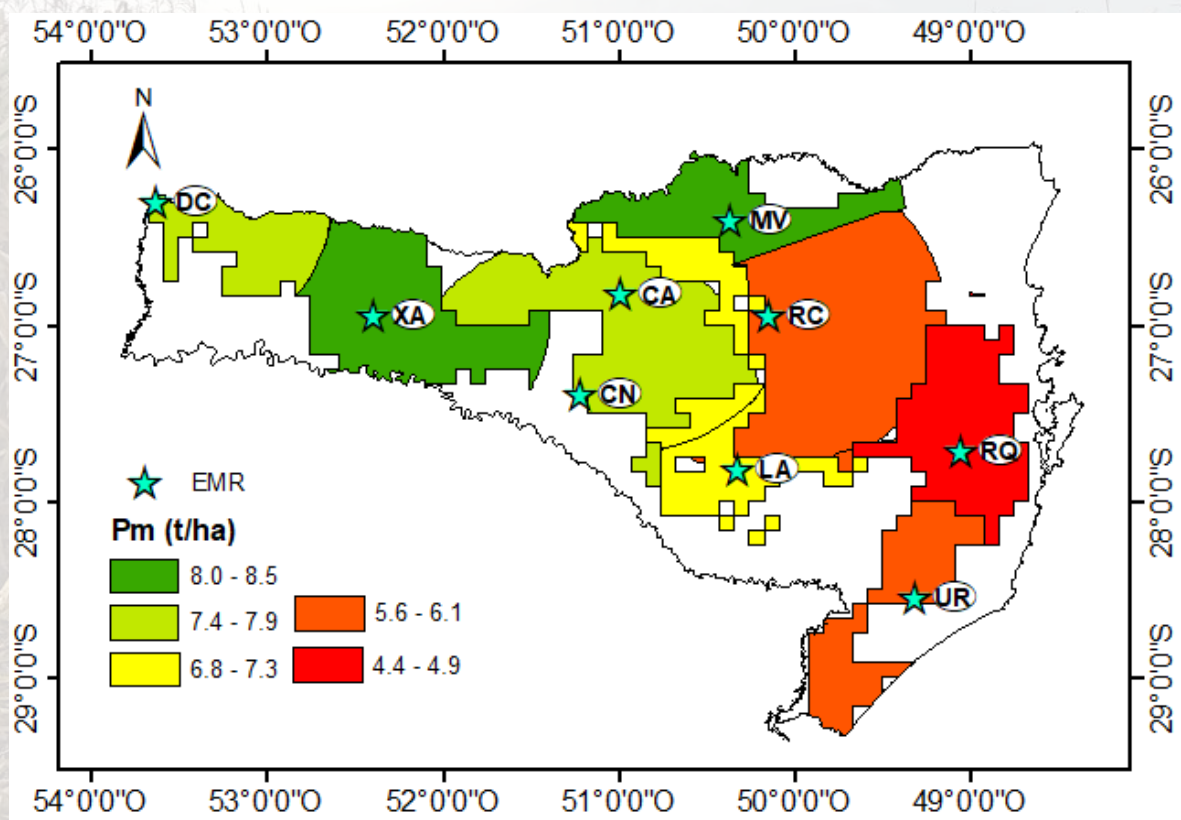 54°0'0"O 53°0'0"O 52°0'0"O 51°0'0"O 50°0'0"O 49°0'0"O
N
26°0'0"S 26°0'0"S
DC
MV
CA
XA
RC
27°0'0"S 27°0'0"S
CN
RQ
LA
EMR
28°0'0"S 28°0'0"S
Pm (t/ha)
8.0 - 8.5
7.4 - 7.9 5.6 - 6.1
UR
6.8 - 7.3 4.4 - 4.9
29°0'0"S 29°0'0"S
54°0'0"O 53°0'0"O 52°0'0"O 51°0'0"O 50°0'0"O 49°0'0"O